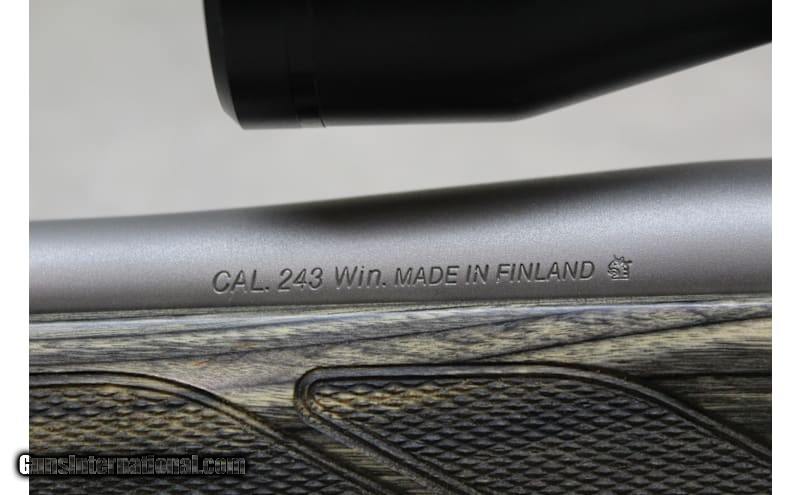 CAL. 243 Win. MADE IN FINLAND
GunsInternational.com